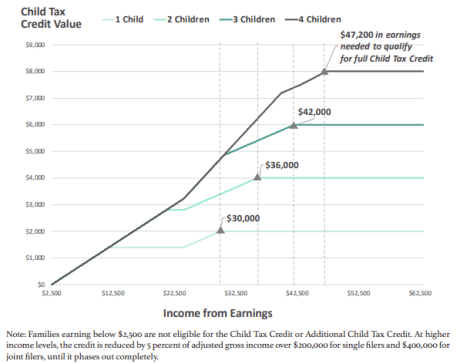 Child Tax
Credit Value
1 Child
2 Children
3 Children
4 Children
$47,200 in earnings
needed to qualify
for full Child Tax Credit
$9,000
$8,000
$7,000
$6,000
$5,000
$4,000
$3,000
$2,000
$1,000
$0
$42,000
$36,000
$30,000
$2,500
$12,500
$22,500
$32,500
$42,500
$52,500
$62,500
Income from Earnings
Note: Families earning below $2,500 are not eligible for the Child Tax Credit or Additional Child Tax Credit. At higher
income levels, the credit is reduced by 5 percent of adjusted gross income over $200,000 for single filers and $400,000 for
joint filers, until it phases out completely.